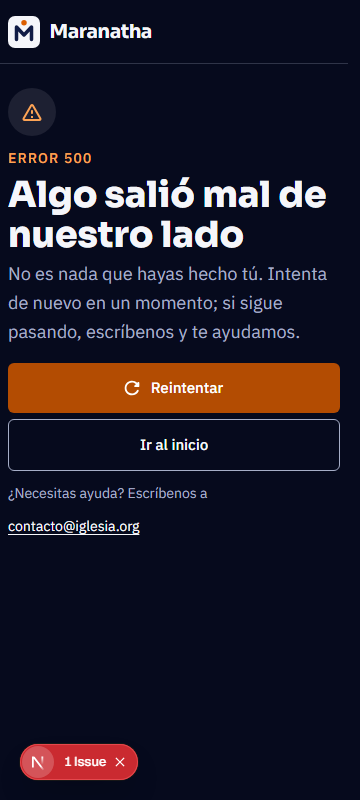 Maranatha
ERROR 500
Algo salió mal de
nuestro lado
No es nada que hayas hecho tú. Intenta
de nuevo en un momento; si sigue
pasando, escríbenos y te ayudamos.
Reintentar
Ir al inicio
¿Necesitas ayuda? Escríbenos a
contacto@iglesia.org
1 Issue